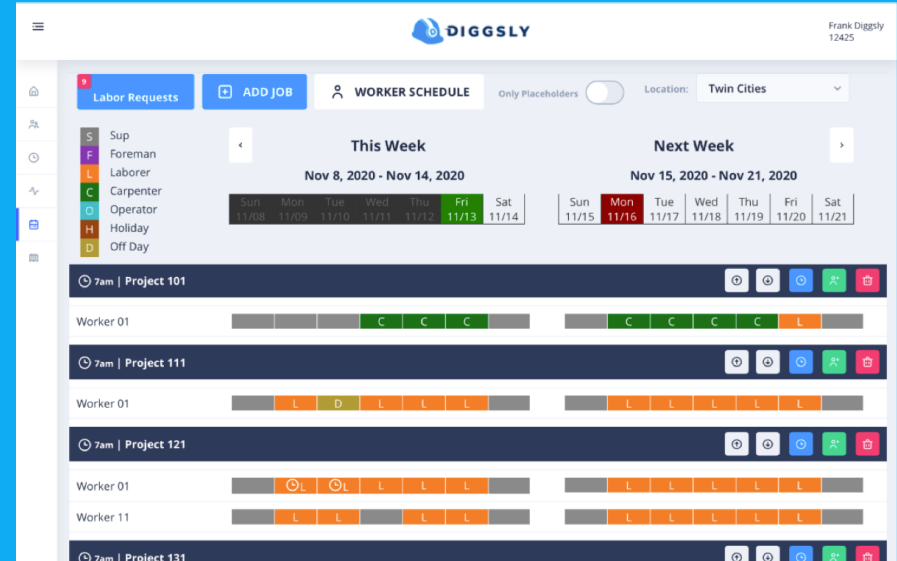 DIGGSLY
Frank Diggsly
12425
9
Labor Requests
ADD JOB
WORKER SCHEDULE
Only Placeholders
Location:
Twin Cities
S Sup
F Foreman
L Laborer
C Carpenter
O Operator
H Holiday
D Off Day
This Week
Nov 8, 2020 - Nov 14, 2020
Sun Mon Tue Wed Thu Fri Sat
11/08 11/09 11/10 11/11 11/12 11/13 11/14
Next Week
Nov 15, 2020 - Nov 21, 2020
Sun Mon Tue Wed Thu Fri Sat
11/15 11/16 11/17 11/18 11/19 11/20 11/21
7am | Project 101
Worker 01 C C C C C C C L
7am | Project 111
Worker 01 L D L L L L L L L L
7am | Project 121
Worker 01 L L L L L L L L L L
Worker 11 L L L L L L L L L
7am | Project 131